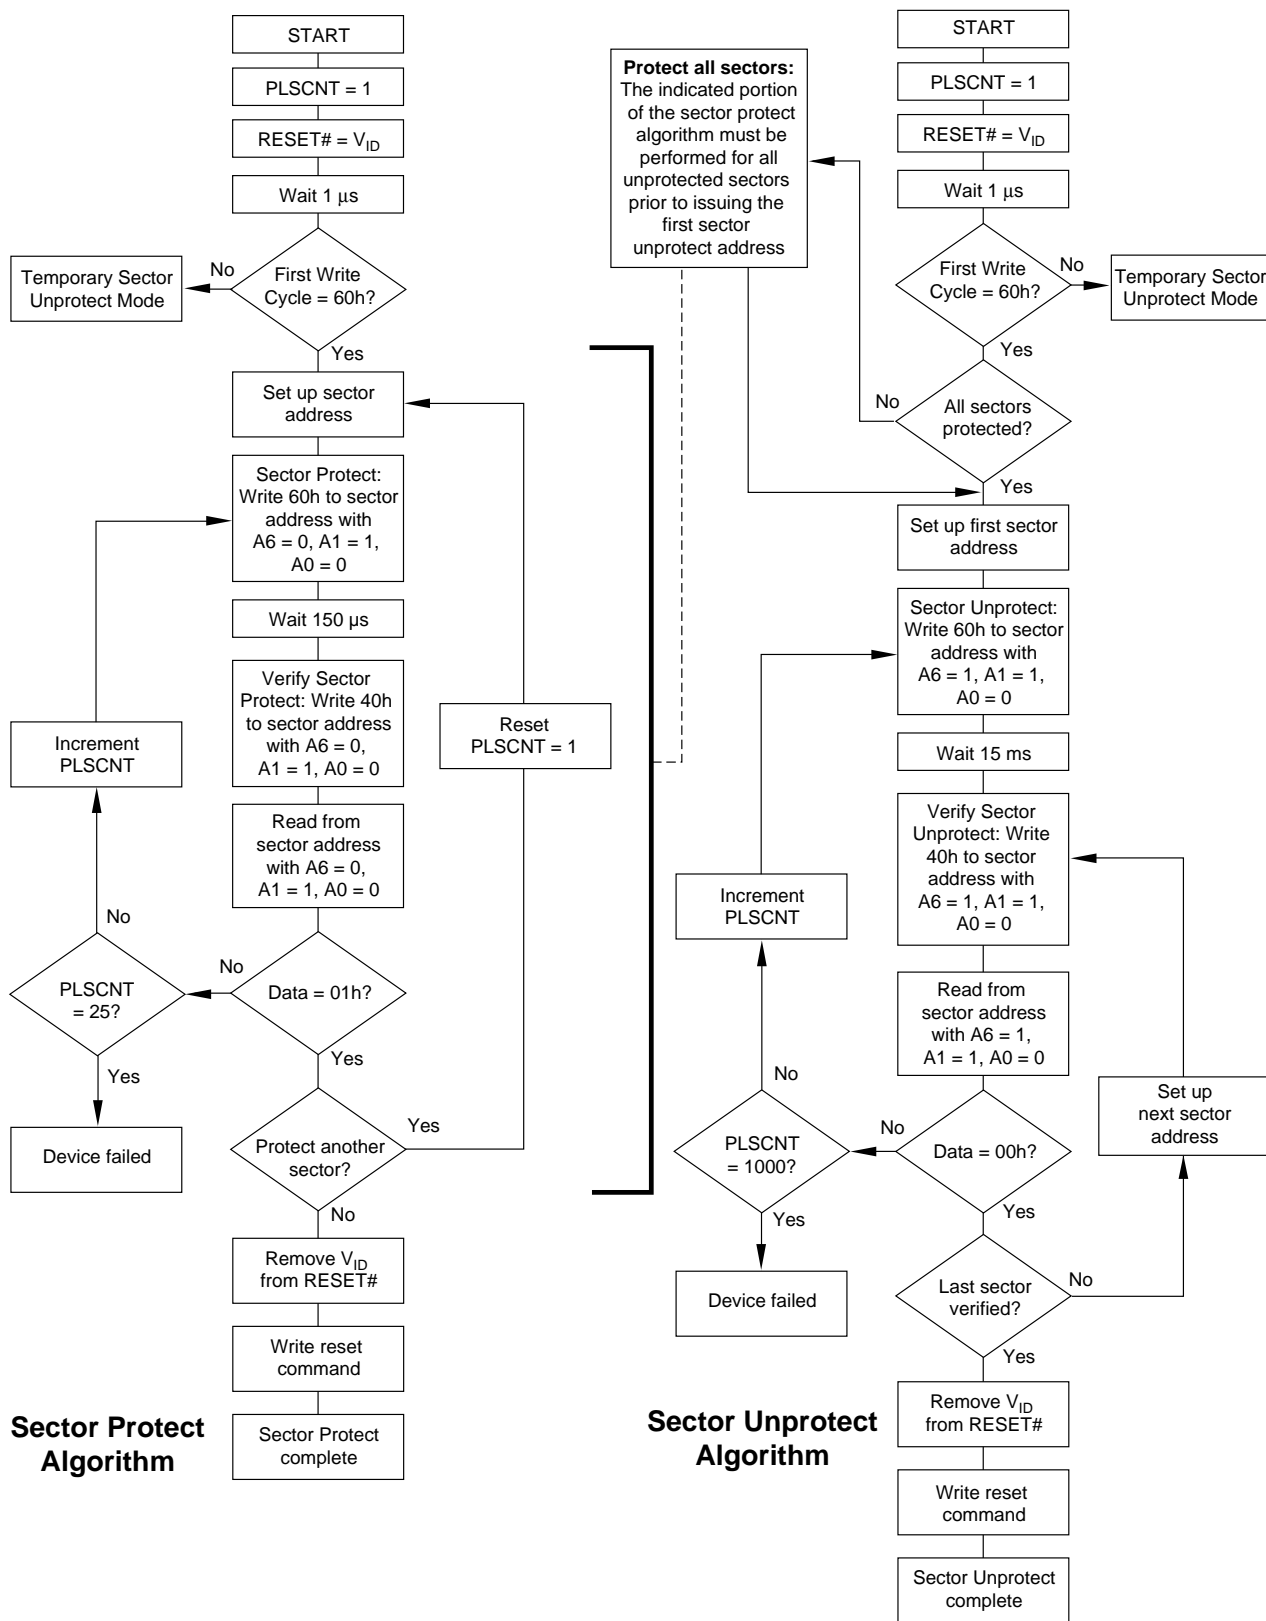 START
PLSCNT = 1
RESET# = VID
Wait 1 μs
First Write
Cycle = 60h?
No
Temporary Sector
Unprotect Mode
Yes
Set up sector
address
Sector Protect:
Write 60h to sector
address with
A6 = 0, A1 = 1,
A0 = 0
Wait 150 µs
Verify Sector
Protect: Write 40h
to sector address
with A6 = 0,
A1 = 1, A0 = 0
Read from
sector address
with A6 = 0,
A1 = 1, A0 = 0
Data = 01h?
No
PLSCNT
= 25?
No
Increment
PLSCNT
Yes
Device failed
Yes
Protect another
sector?
Yes
Reset
PLSCNT = 1
No
Remove VID
from RESET#
Write reset
command
Sector Protect
complete
Sector Protect
Algorithm
Protect all sectors:
The indicated portion
of the sector protect
algorithm must be
performed for all
unprotected sectors
prior to issuing the
first sector
unprotect address
START
PLSCNT = 1
RESET# = VID
Wait 1 μs
First Write
Cycle = 60h?
No
Temporary Sector
Unprotect Mode
Yes
All sectors
protected?
No
Yes
Set up first sector
address
Sector Unprotect:
Write 60h to sector
address with
A6 = 1, A1 = 1,
A0 = 0
Wait 15 ms
Verify Sector
Unprotect: Write
40h to sector
address with
A6 = 1, A1 = 1,
A0 = 0
Read from
sector address
with A6 = 1,
A1 = 1, A0 = 0
Data = 00h?
No
PLSCNT
= 1000?
No
Increment
PLSCNT
Yes
Device failed
Yes
Last sector
verified?
No
Set up
next sector
address
Yes
Remove VID
from RESET#
Write reset
command
Sector Unprotect
complete
Sector Unprotect
Algorithm